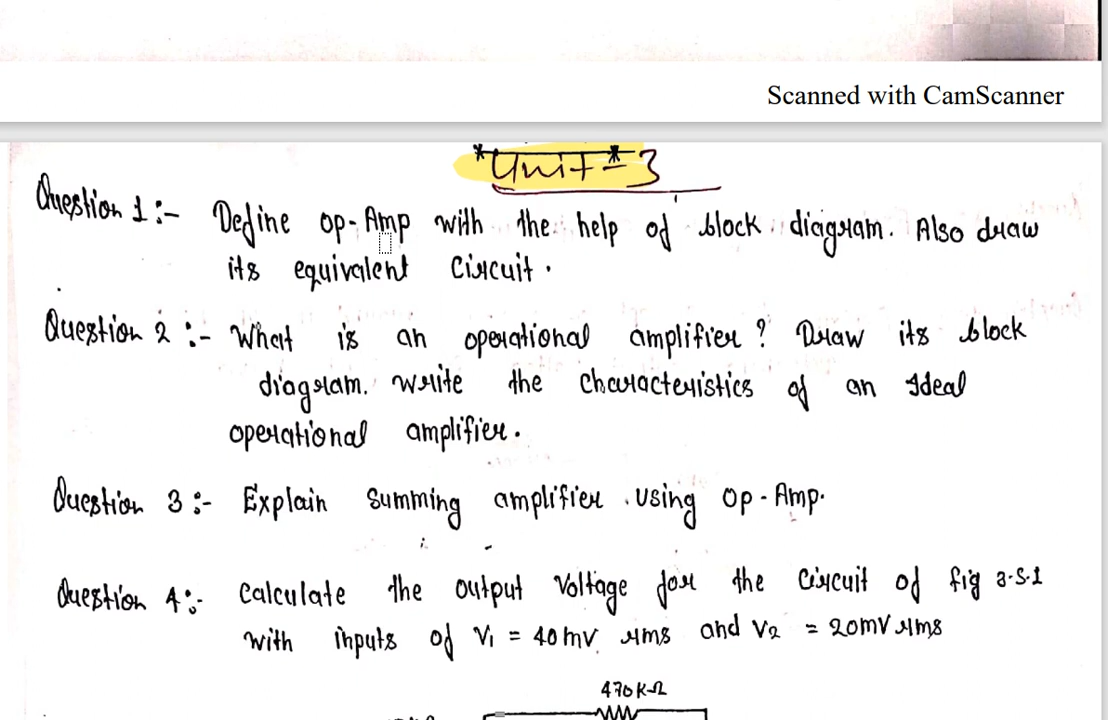 Scanned with CamScanner
*Unit-*3
Question 1:- Define op-Amp with the help of block diagram. Also draw
its equivalent circuit.
Question 2:- What is an operational amplifier? Draw its block
diagram. write the characteristics of an Ideal
operational amplifier.
Question 3:- Explain summing amplifier using op-Amp.
Question 4:- Calculate the output voltage for the circuit of fig 3.5.1
with inputs of V1 = 40mv rms and V2 = 20mV rms
470K-Ω